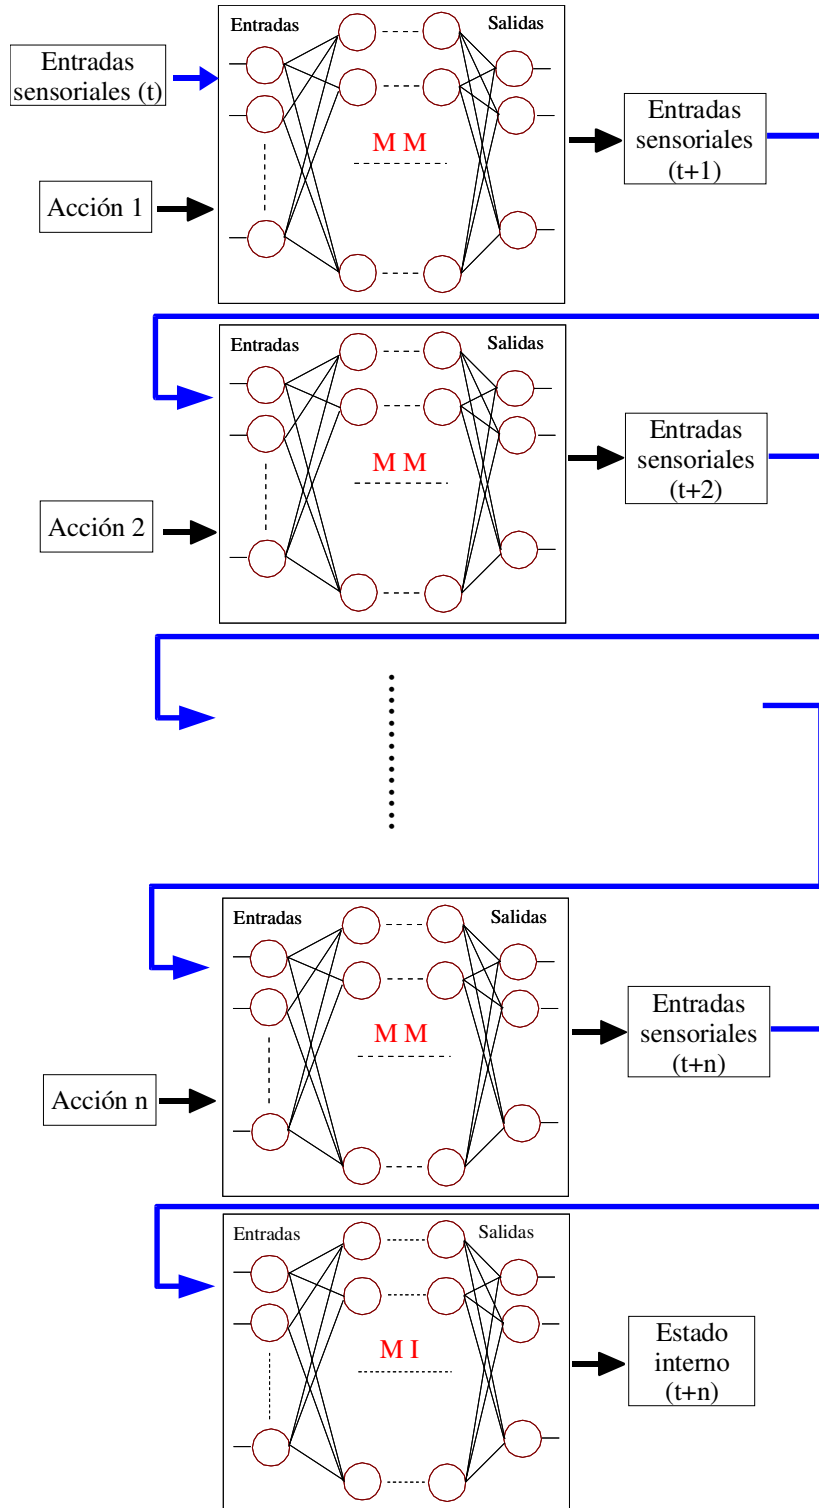 Entradas
Salidas
Entradas
sensoriales (t)
M M
Entradas
sensoriales
(t+1)
Acción 1
Entradas
Salidas
M M
Entradas
sensoriales
(t+2)
Acción 2
Entradas
Salidas
M M
Entradas
sensoriales
(t+n)
Acción n
Entradas
Salidas
M I
Estado
interno
(t+n)